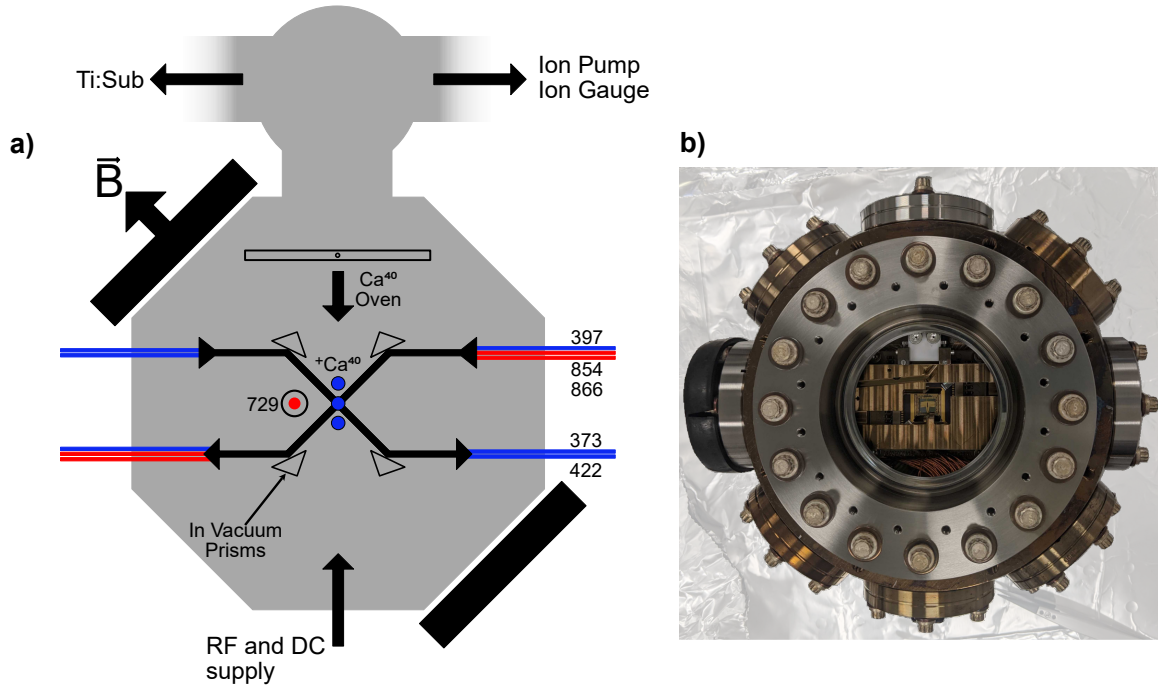 Ti:Sub
Ion Pump
Ion Gauge
a)
b)
B⃗
Ca⁴⁰
Oven
⁺Ca⁴⁰
729
397
854
866
373
422
In Vacuum
Prisms
RF and DC
supply